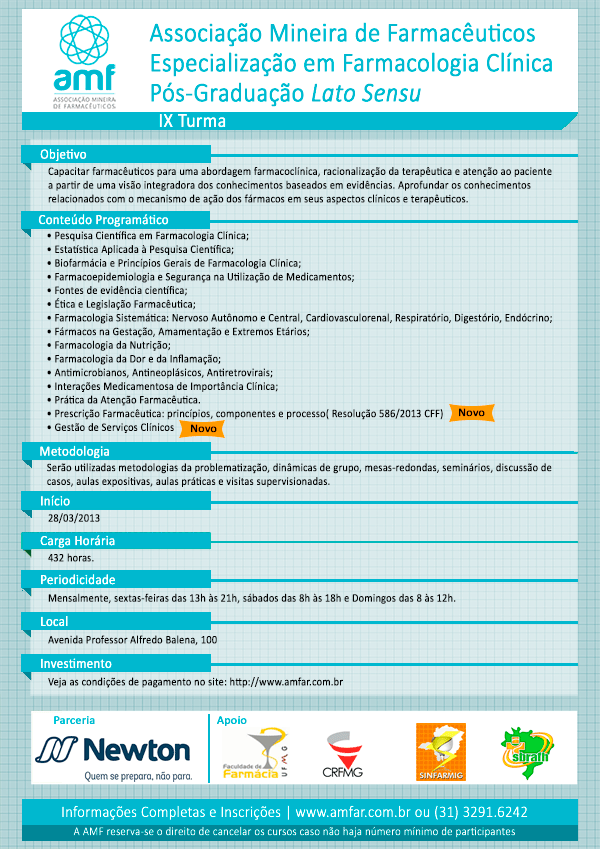 amf
ASSOCIAÇÃO MINEIRA
DE FARMACÊUTICOS
Associação Mineira de Farmacêuticos
Especialização em Farmacologia Clínica
Pós-Graduação Lato Sensu
IX Turma
Objetivo
Capacitar farmacêuticos para uma abordagem farmacoclínica, racionalização da terapêutica e atenção ao paciente
a partir de uma visão integradora dos conhecimentos baseados em evidências. Aprofundar os conhecimentos
relacionados com o mecanismo de ação dos fármacos em seus aspectos clínicos e terapêuticos.
Conteúdo Programático
• Pesquisa Científica em Farmacologia Clínica;
• Estatística Aplicada à Pesquisa Científica;
• Biofarmácia e Princípios Gerais de Farmacologia Clínica;
• Farmacoepidemiologia e Segurança na Utilização de Medicamentos;
• Fontes de evidência científica;
• Ética e Legislação Farmacêutica;
• Farmacologia Sistemática: Nervoso Autônomo e Central, Cardiovasculorenal, Respiratório, Digestório, Endócrino;
• Fármacos na Gestação, Amamentação e Extremos Etários;
• Farmacologia da Nutrição;
• Farmacologia da Dor e da Inflamação;
• Antimicrobianos, Antineoplásicos, Antiretrovirais;
• Interações Medicamentosa de Importância Clínica;
• Prática da Atenção Farmacêutica.
• Prescrição Farmacêutica: princípios, componentes e processo( Resolução 586/2013 CFF) Novo
• Gestão de Serviços Clínicos Novo
Metodologia
Serão utilizadas metodologias da problematização, dinâmicas de grupo, mesas-redondas, seminários, discussão de
casos, aulas expositivas, aulas práticas e visitas supervisionadas.
Início
28/03/2013
Carga Horária
432 horas.
Periodicidade
Mensalmente, sextas-feiras das 13h às 21h, sábados das 8h às 18h e Domingos das 8 às 12h.
Local
Avenida Professor Alfredo Balena, 100
Investimento
Veja as condições de pagamento no site: http://www.amfar.com.br
Parceria
Newton
Quem se prepara, não para.
Apoio
Faculdade de
Farmácia
UFMG
CRFMG
SINFARMIG
sbrafh
Informações Completas e Inscrições | www.amfar.com.br ou (31) 3291.6242
A AMF reserva-se o direito de cancelar os cursos caso não haja número mínimo de participantes